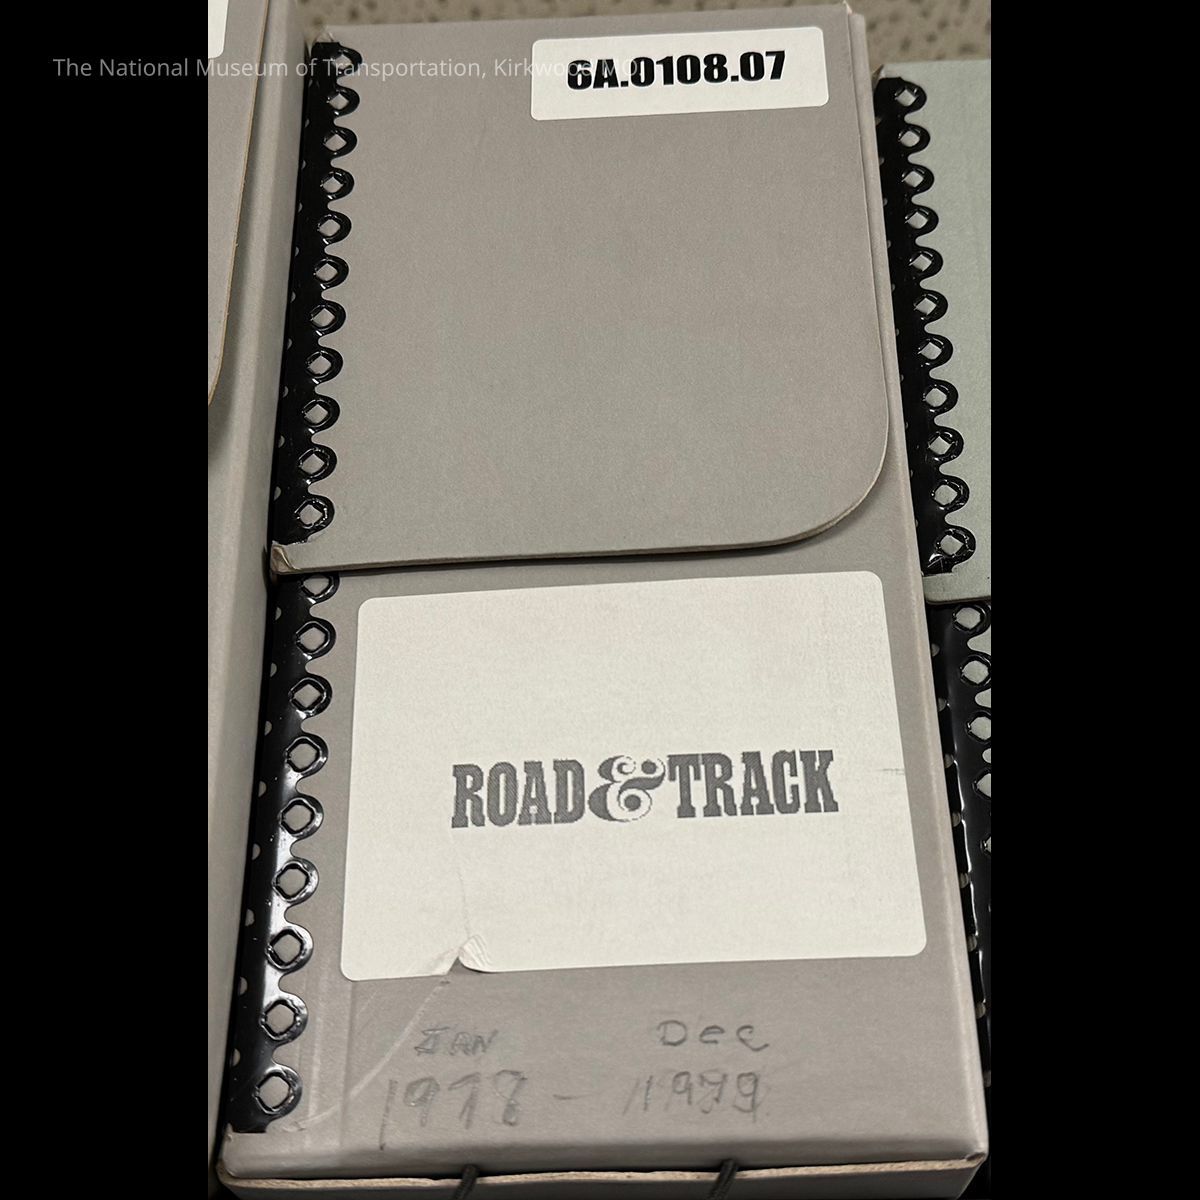 The National Museum of Transportation, Kirkwood MO.
6A.0108.07
ROAD & TRACK
JAN Dec
1978 - 1979